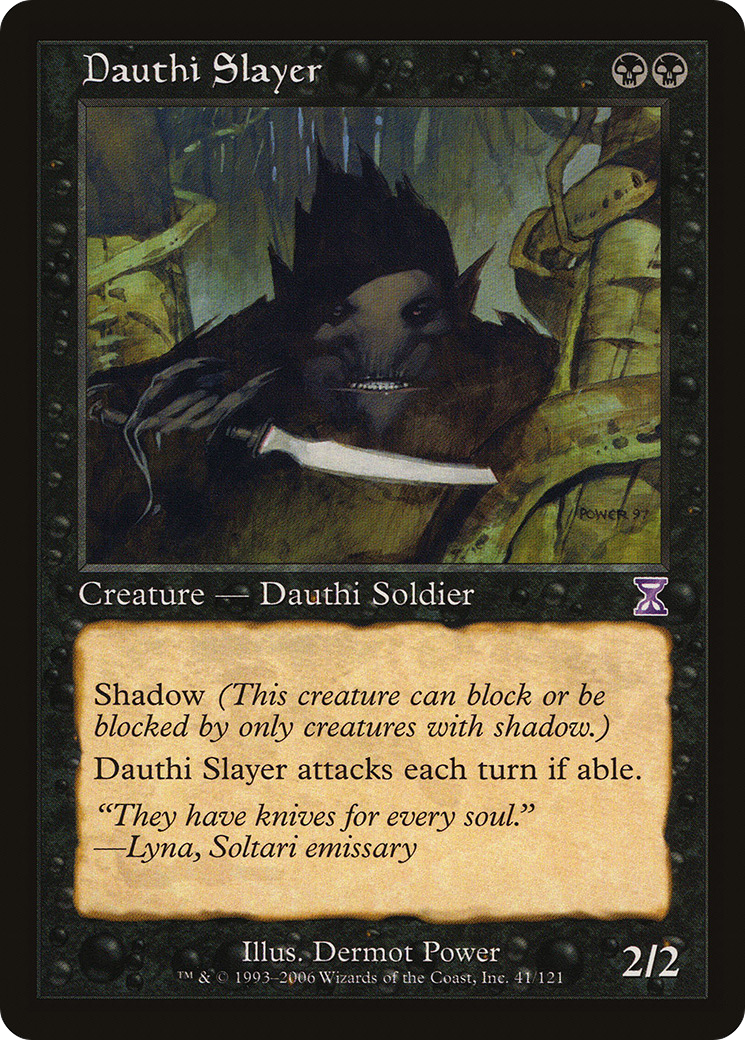 Dauthi Slayer
POWER 97
Creature — Dauthi Soldier
Shadow (This creature can block or be
blocked by only creatures with shadow.)
Dauthi Slayer attacks each turn if able.
“They have knives for every soul.”
—Lyna, Soltari emissary
Illus. Dermot Power
™ & © 1993–2006 Wizards of the Coast, Inc. 41/121
2/2